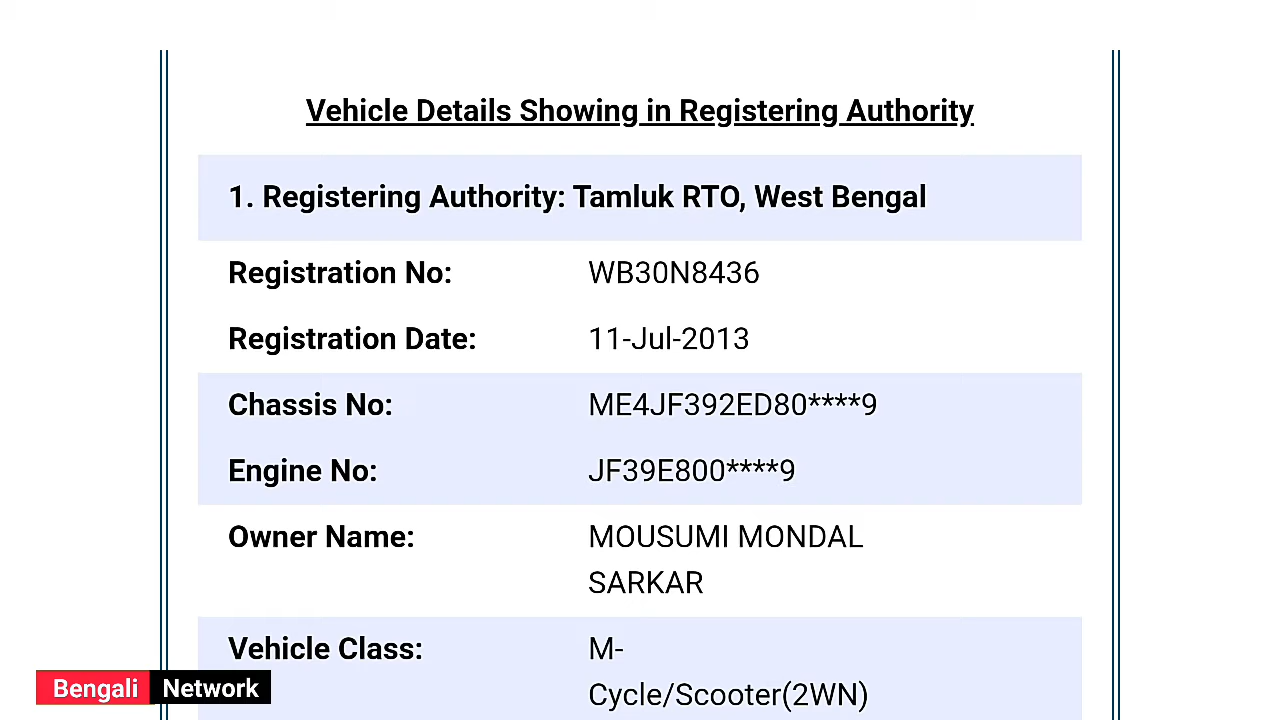 Vehicle Details Showing in Registering Authority
1. Registering Authority: Tamluk RTO, West Bengal
Registration No: WB30N8436
Registration Date: 11-Jul-2013
Chassis No: ME4JF392ED80****9
Engine No: JF39E800****9
Owner Name: MOUSUMI MONDAL
SARKAR
Vehicle Class: M-
Cycle/Scooter(2WN)
Bengali Network